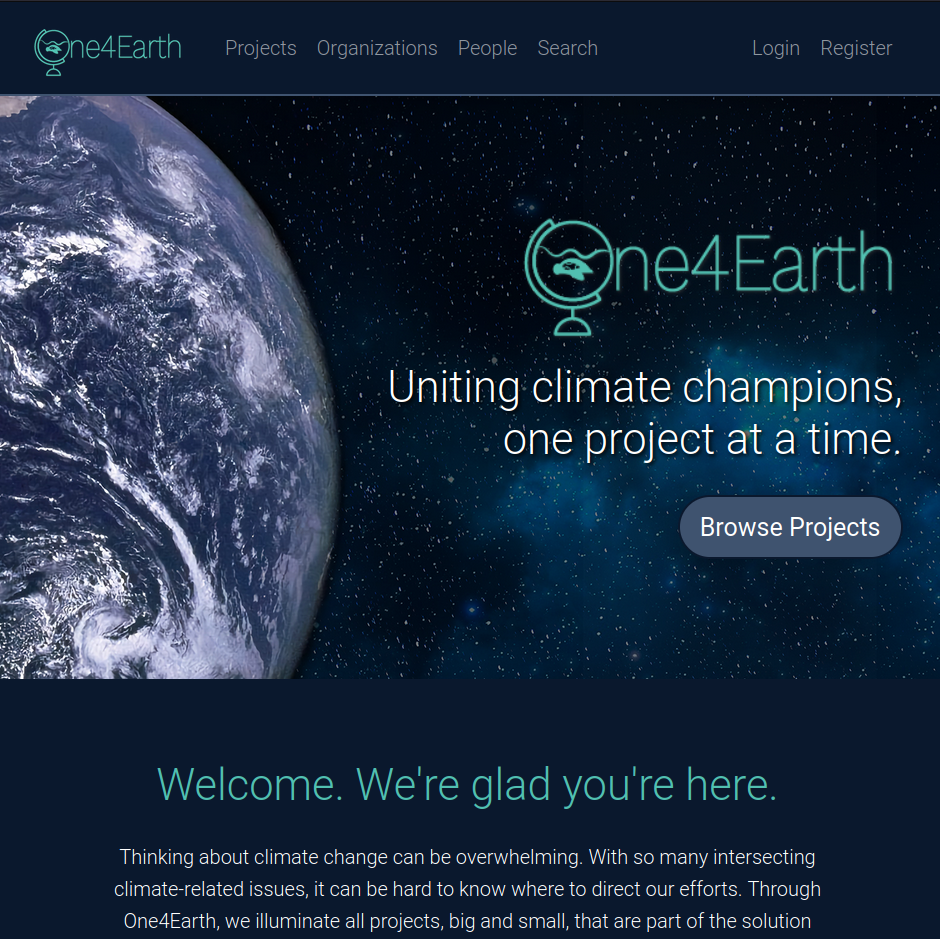 One4Earth Projects Organizations People Search Login Register
One4Earth
Uniting climate champions,
one project at a time.
Browse Projects
Welcome. We're glad you're here.
Thinking about climate change can be overwhelming. With so many intersecting
climate-related issues, it can be hard to know where to direct our efforts. Through
One4Earth, we illuminate all projects, big and small, that are part of the solution